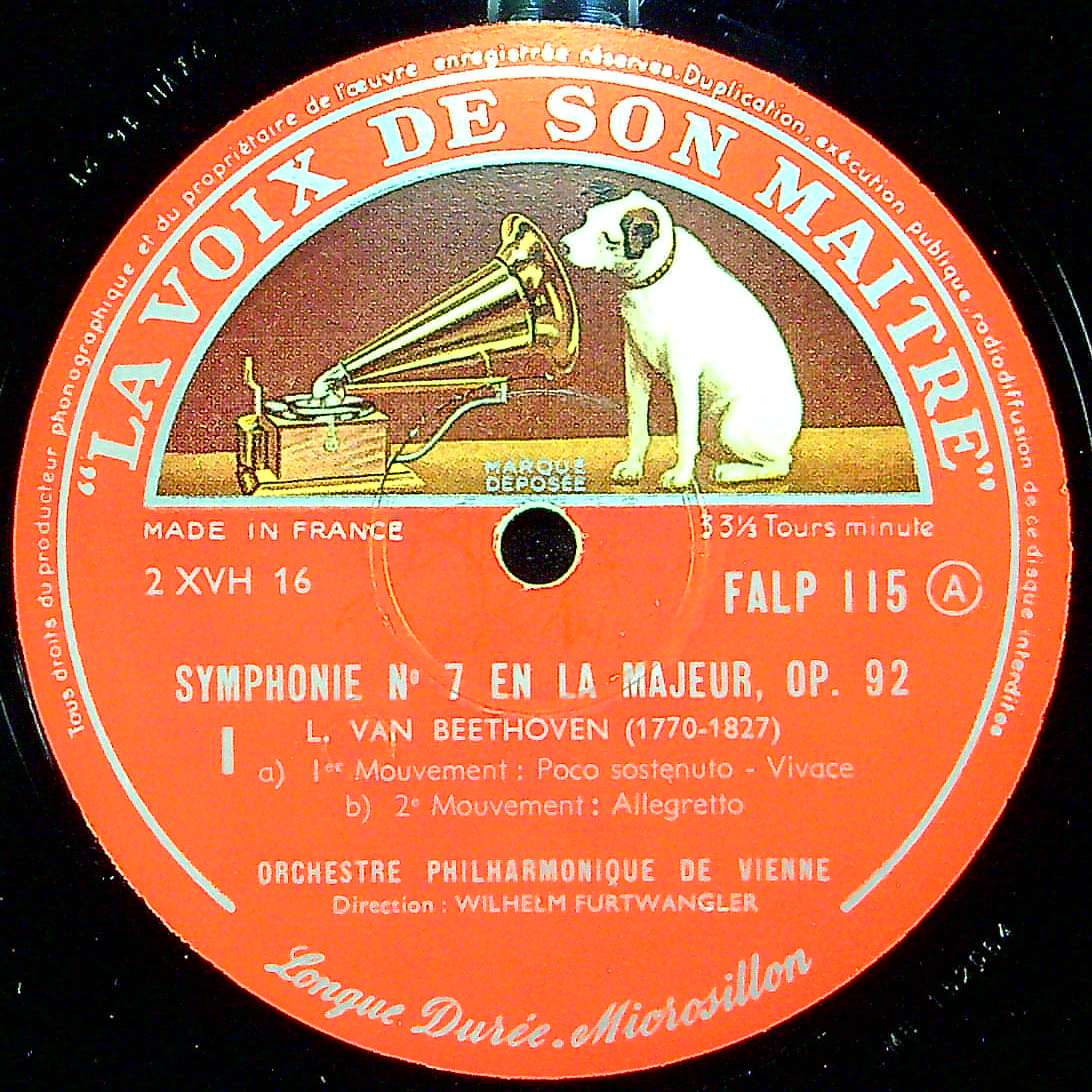 Tous droits du producteur phonographique et du propriétaire de l'œuvre enregistrée réservés. Duplication, exécution publique, radiodiffusion de ce disque interdites
"LA VOIX DE SON MAITRE"
MARQUE
DÉPOSÉE
MADE IN FRANCE
33⅓ Tours minute
2 XVH 16
FALP 115 A
SYMPHONIE Nº 7 EN LA MAJEUR, OP. 92
L. VAN BEETHOVEN (1770-1827)
I
a) 1er Mouvement : Poco sostenuto - Vivace
b) 2e Mouvement : Allegretto
ORCHESTRE PHILHARMONIQUE DE VIENNE
Direction : WILHELM FURTWANGLER
Longue Durée. Microsillon